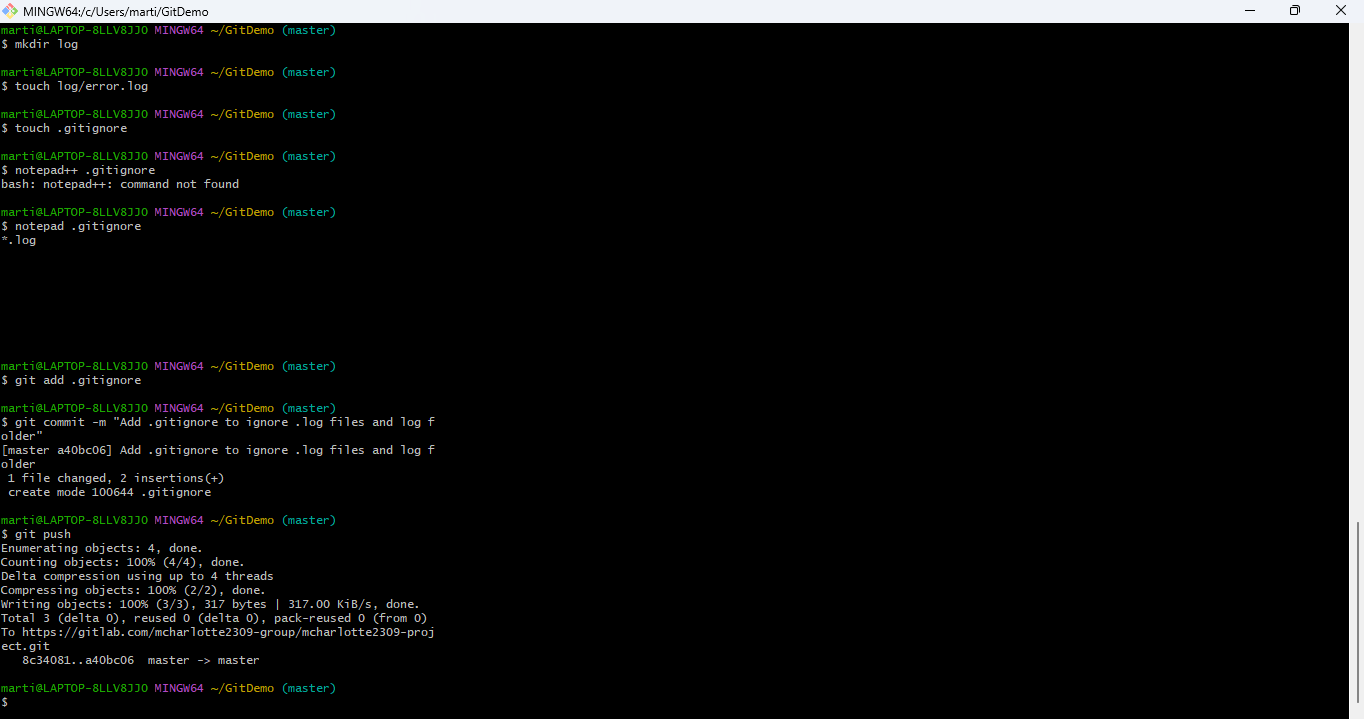 MINGW64:/c/Users/marti/GitDemo
marti@LAPTOP-8LLV8JJO MINGW64 ~/GitDemo (master)
$ mkdir log
marti@LAPTOP-8LLV8JJO MINGW64 ~/GitDemo (master)
$ touch log/error.log
marti@LAPTOP-8LLV8JJO MINGW64 ~/GitDemo (master)
$ touch .gitignore
marti@LAPTOP-8LLV8JJO MINGW64 ~/GitDemo (master)
$ notepad++ .gitignore
bash: notepad++: command not found
marti@LAPTOP-8LLV8JJO MINGW64 ~/GitDemo (master)
$ notepad .gitignore
*.log
marti@LAPTOP-8LLV8JJO MINGW64 ~/GitDemo (master)
$ git add .gitignore
marti@LAPTOP-8LLV8JJO MINGW64 ~/GitDemo (master)
$ git commit -m "Add .gitignore to ignore .log files and log f
older"
[master a40bc06] Add .gitignore to ignore .log files and log f
older
 1 file changed, 2 insertions(+)
 create mode 100644 .gitignore
marti@LAPTOP-8LLV8JJO MINGW64 ~/GitDemo (master)
$ git push
Enumerating objects: 4, done.
Counting objects: 100% (4/4), done.
Delta compression using up to 4 threads
Compressing objects: 100% (2/2), done.
Writing objects: 100% (3/3), 317 bytes | 317.00 KiB/s, done.
Total 3 (delta 0), reused 0 (delta 0), pack-reused 0 (from 0)
To https://gitlab.com/mcharlotte2309-group/mcharlotte2309-proj
ect.git
   8c34081..a40bc06  master -> master
marti@LAPTOP-8LLV8JJO MINGW64 ~/GitDemo (master)
$